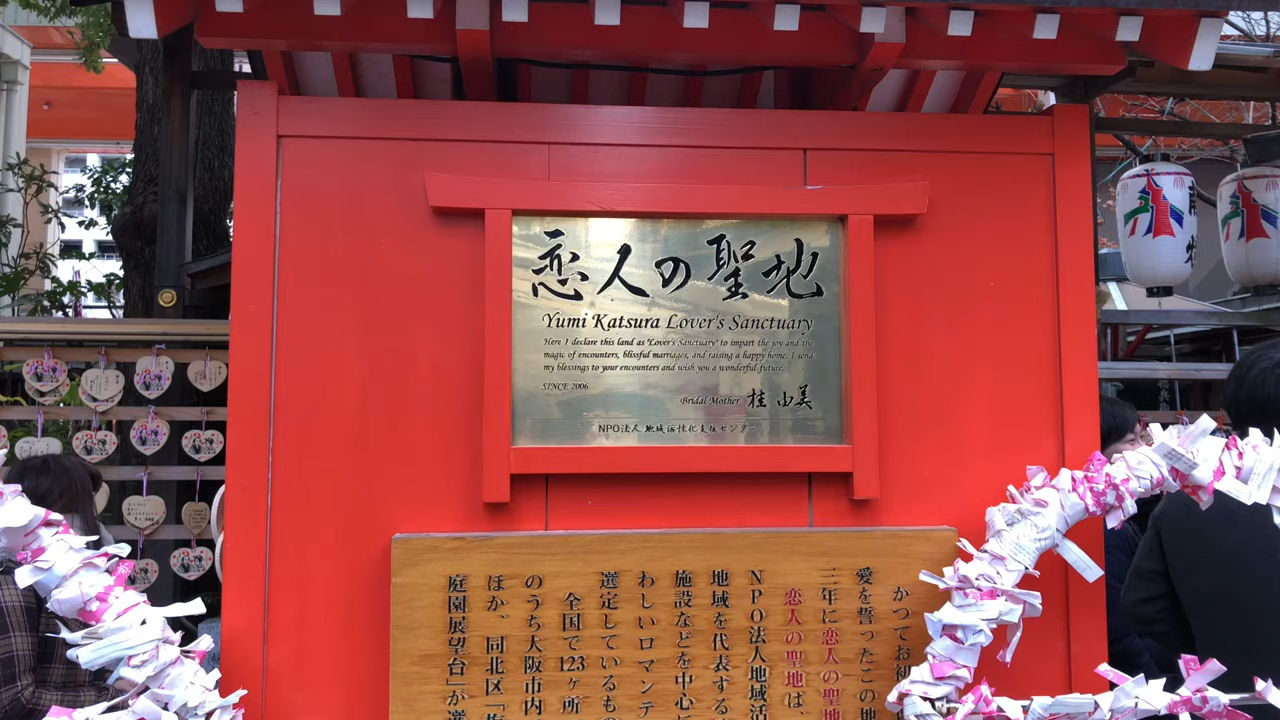 恋人の聖地
Yumi Katsura Lover's Sanctuary
Here I declare this land as "Lover's Sanctuary" to impart the joy and the
magic of encounters, blissful marriages, and raising a happy home. I send
my blessings to your encounters and wish you a wonderful future.
SINCE 2006
Bridal Mother 桂 由美
NPO法人 地域活性化支援センター
かつてお初
愛を誓ったこの地
三年に恋人の聖地
恋人の聖地は、
NPO法人地域活
地域を代表する
施設などを中心に
わしいロマンテ
選定しているもの
全国で123ヶ所
のうち大阪市内
ほか、同北区「梅
庭園展望台」が選